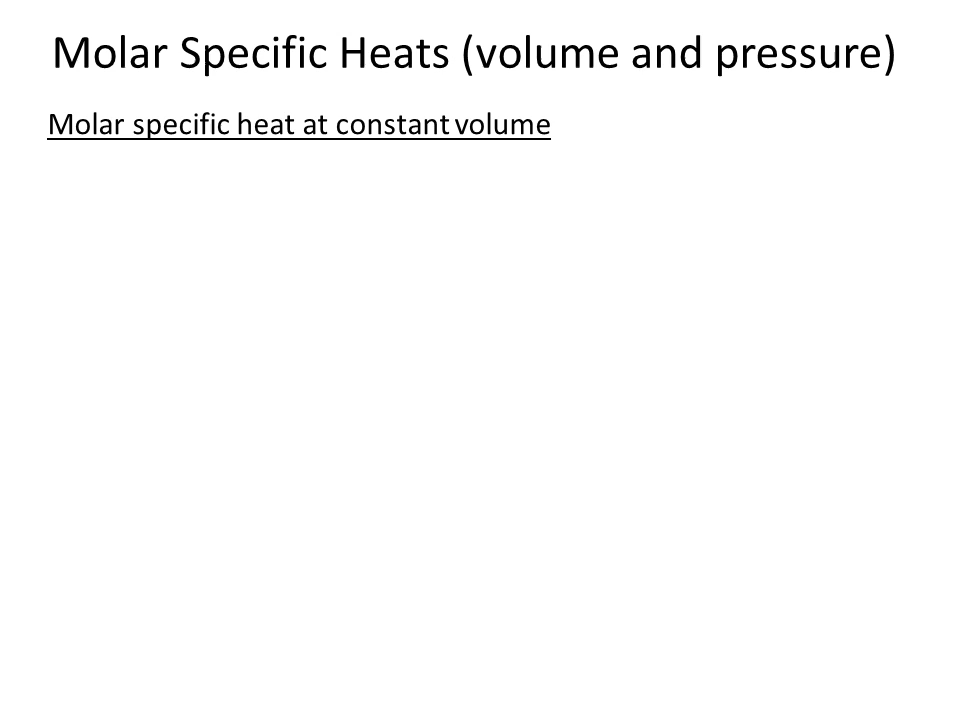 Molar Specific Heats (volume and pressure)
Molar specific heat at constant volume